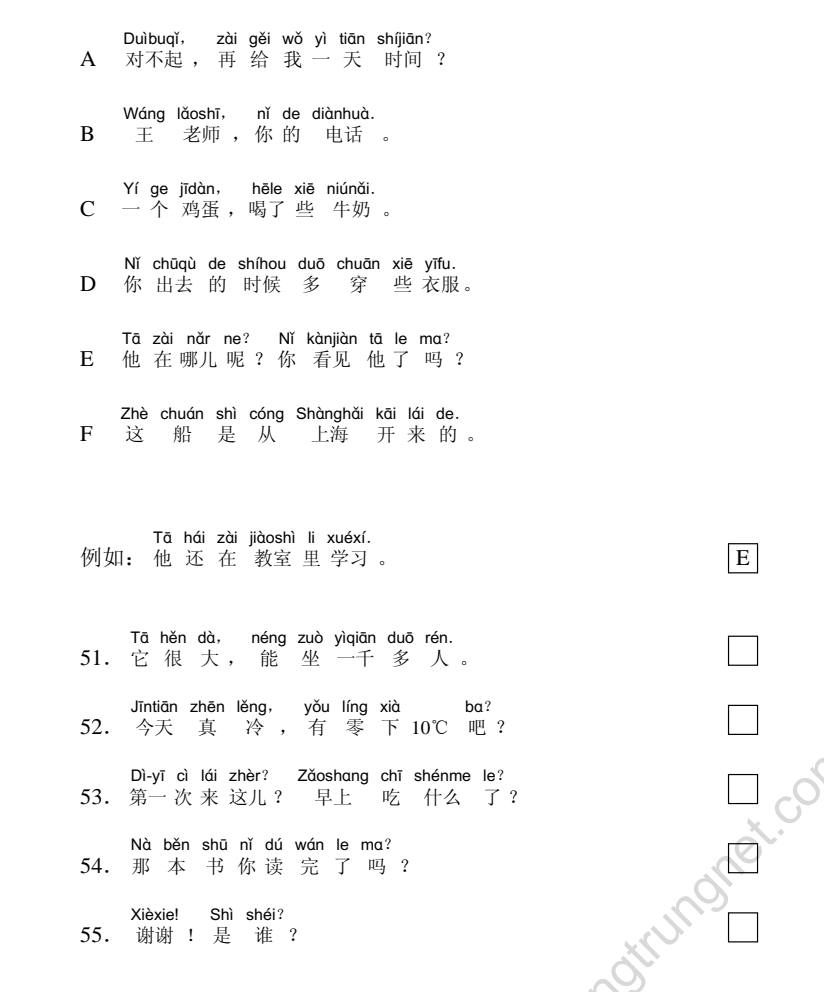 Duìbuqǐ, zài gěi wǒ yì tiān shíjiān?
A 对不起，再给我一天时间？
Wáng lǎoshī, nǐ de diànhuà.
B 王老师，你的电话。
Yí ge jīdàn, hēle xiē niúnǎi.
C 一个鸡蛋，喝了些牛奶。
Nǐ chūqù de shíhou duō chuān xiē yīfu.
D 你出去的时候多穿些衣服。
Tā zài nǎr ne? Nǐ kànjiàn tā le ma?
E 他在哪儿呢？你看见他了吗？
Zhè chuán shì cóng Shànghǎi kāi lái de.
F 这船是从上海开来的。
Tā hái zài jiàoshì li xuéxí.
例如：他还在教室里学习。 E
Tā hěn dà, néng zuò yìqiān duō rén.
51. 它很大，能坐一千多人。
Jīntiān zhēn lěng, yǒu líng xià ba?
52. 今天真冷，有零下10℃吧？
Dì-yī cì lái zhèr? Zǎoshang chī shénme le?
53. 第一次来这儿？早上吃什么了？
Nà běn shū nǐ dú wán le ma?
54. 那本书你读完了吗？
Xièxie! Shì shéi?
55. 谢谢！是谁？
ngtrungnet.com